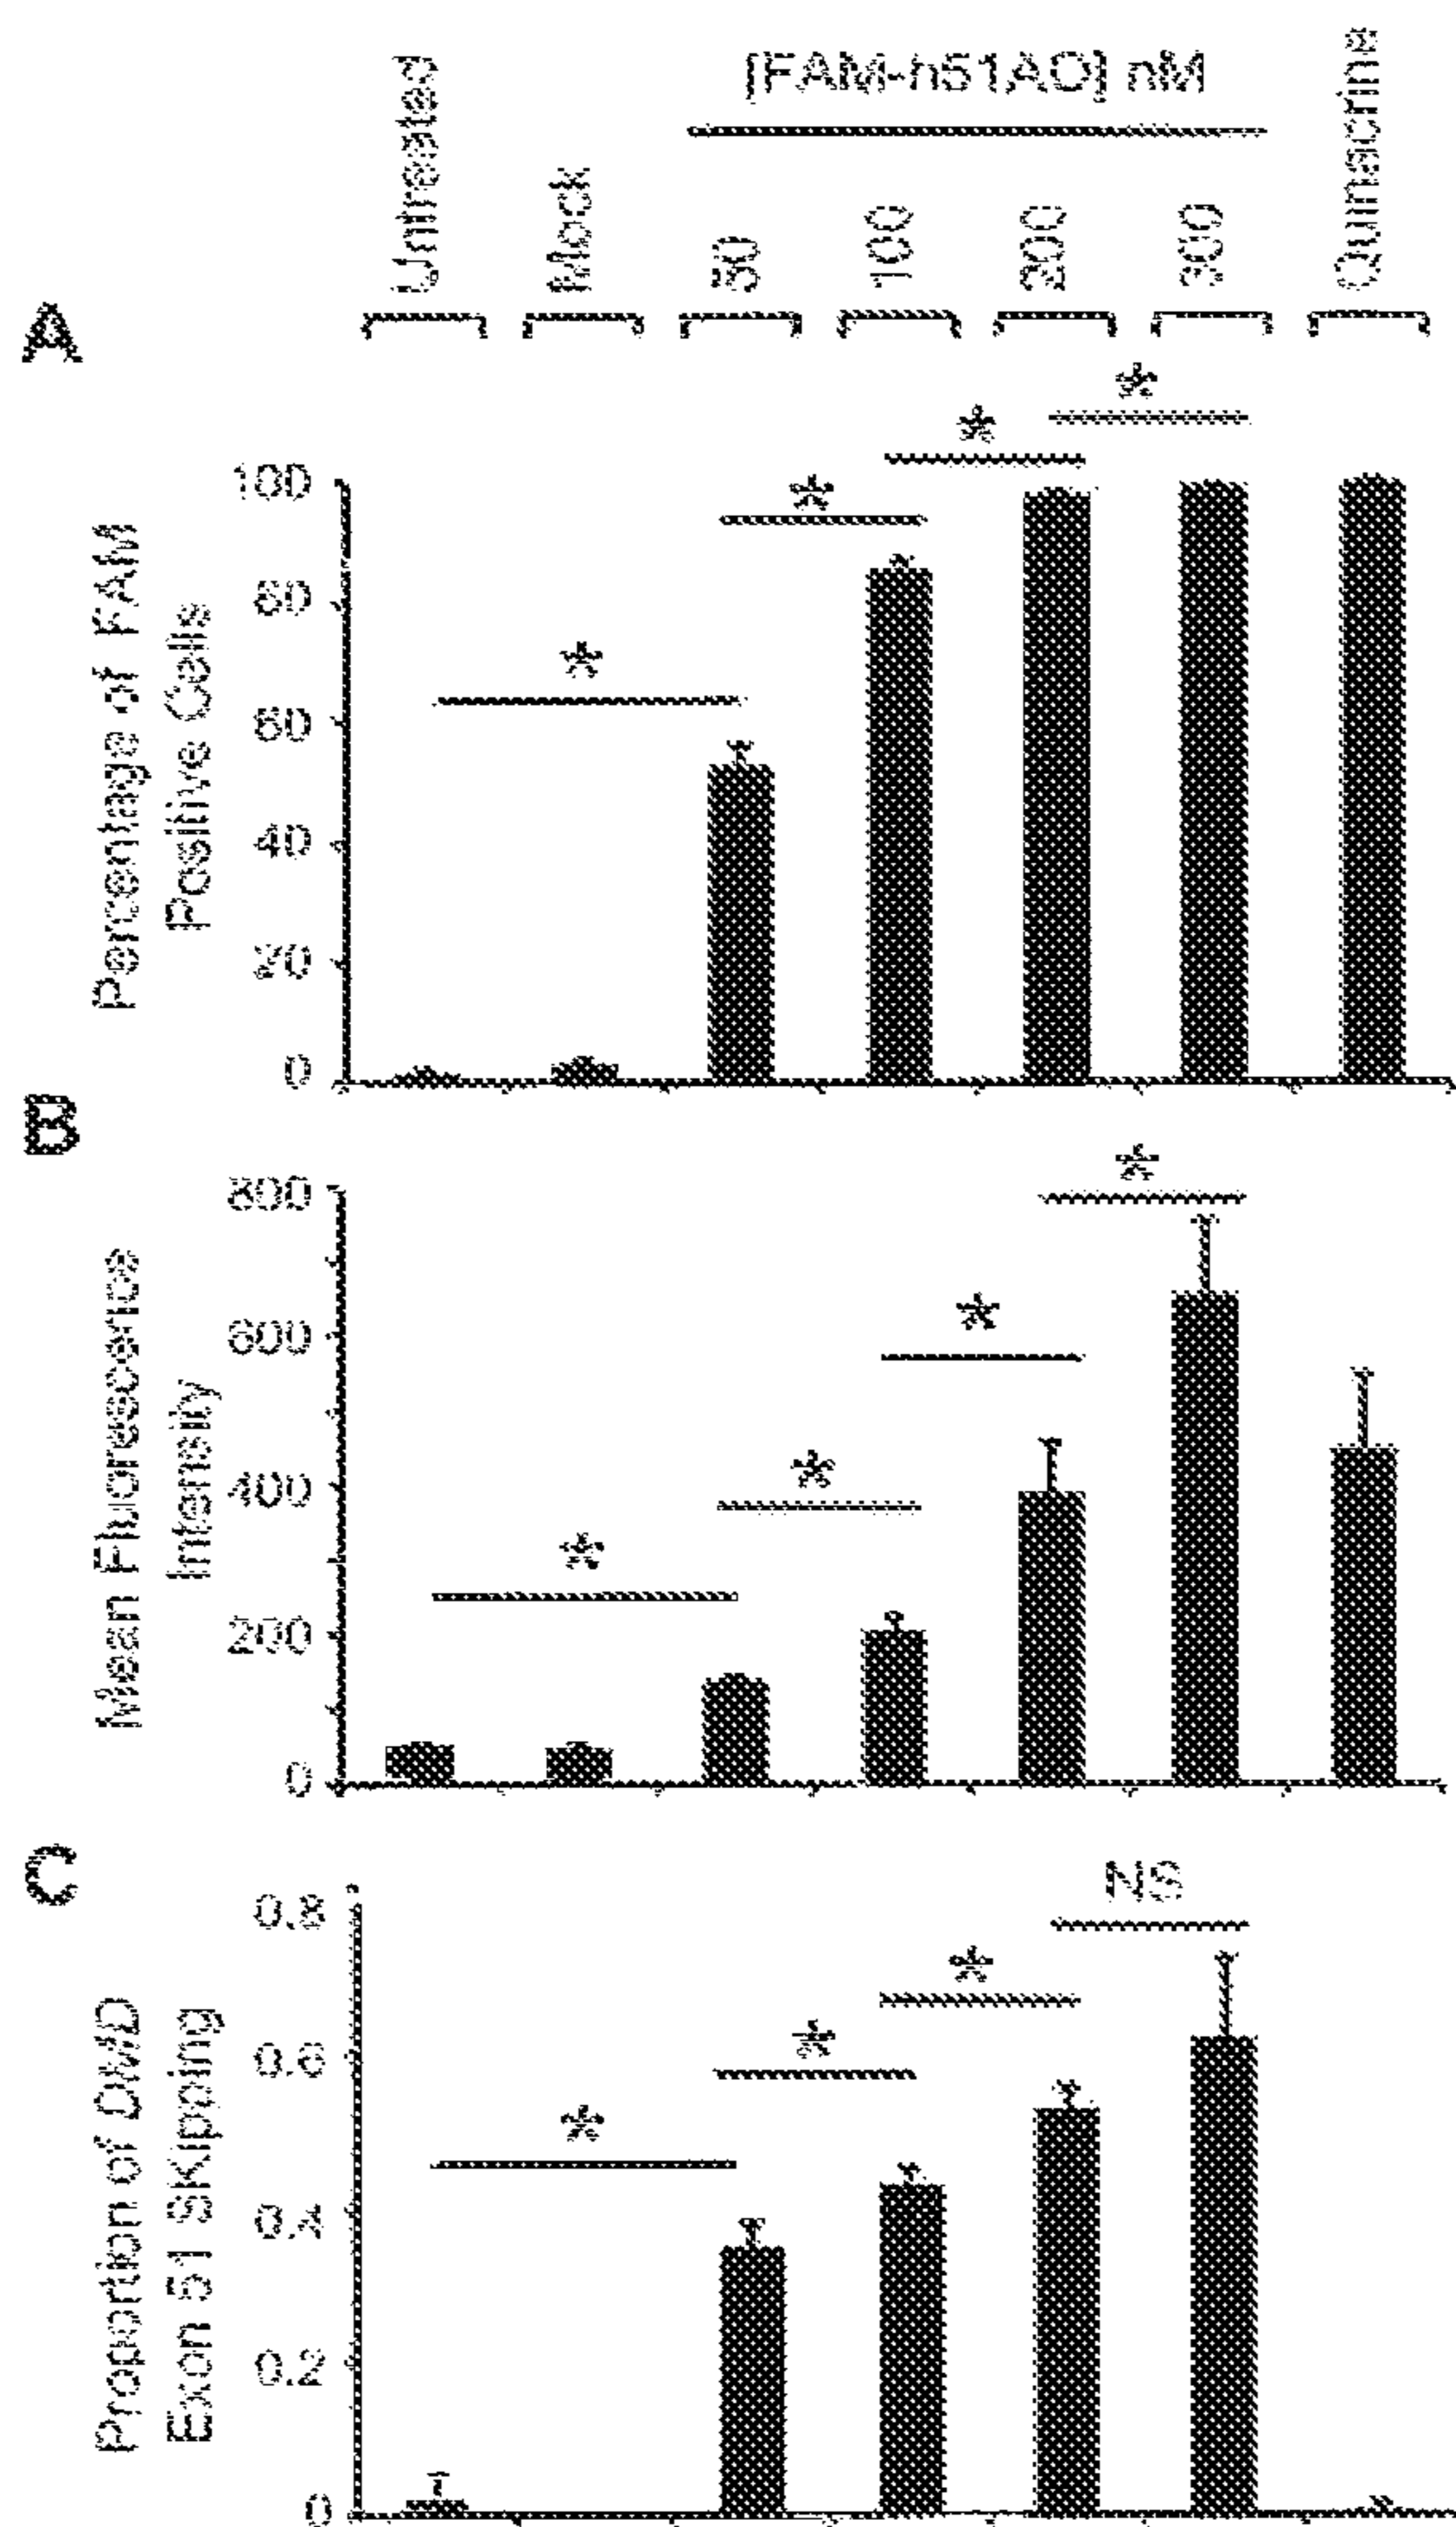 [FAM-h51AO] nM
Untreated
Mock
50
100
200
300
Quinacrine
A
*
*
*
*
Percentage of FAM
Positive Cells
100
80
60
40
20
0
B
*
*
*
*
Mean Fluorescence
Intensity
800
600
400
200
0
C
NS
*
*
*
Proportion of DMD
Exon 51 SKipping
0.8
0.6
0.4
0.2
0